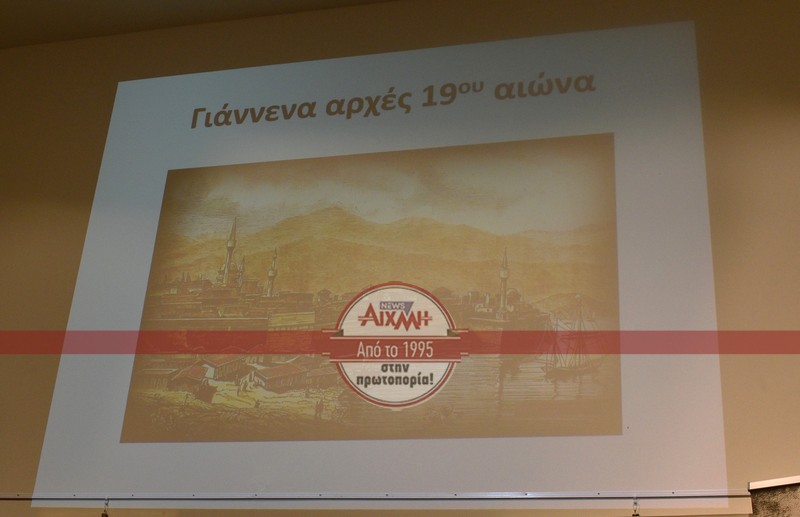 Γιάννενα αρχές 19ου αιώνα
NEWS
ΑΙΧΜΗ
Από το 1995
στην
πρωτοπορία!